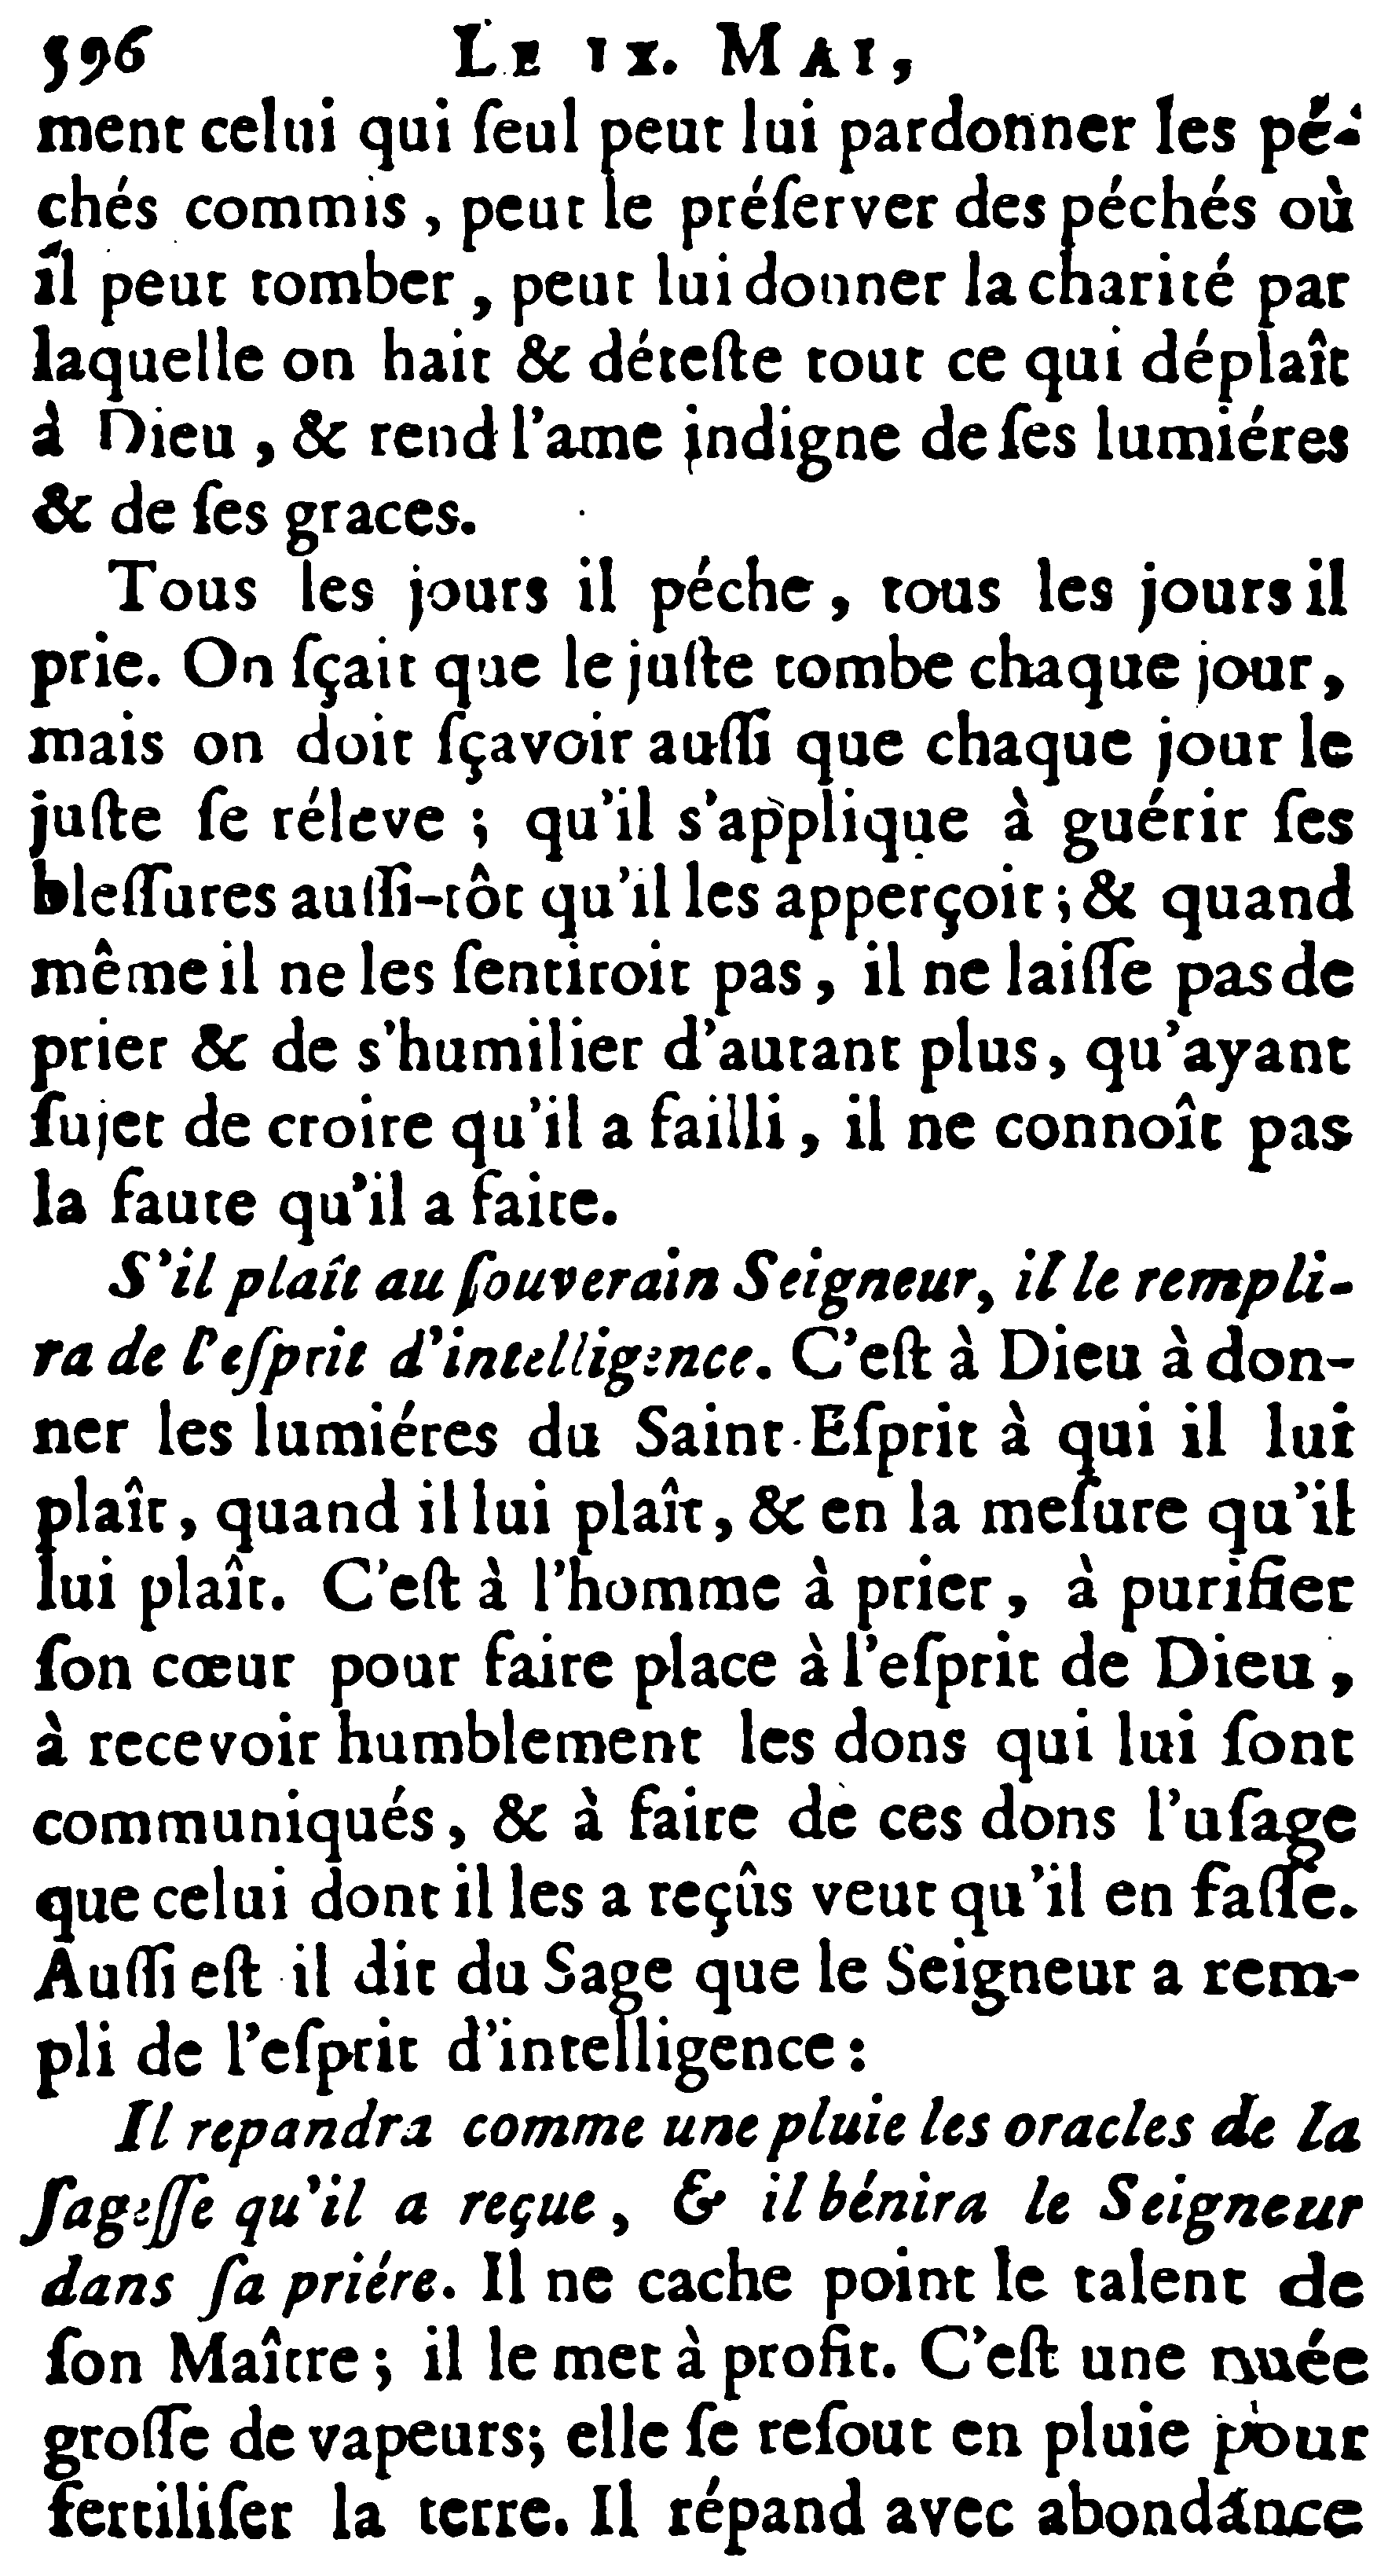 596 LE IX. MAI,
ment celui qui ſeul peut lui pardonner les pé-
chés commis, peut le préſerver des péchés où
il peut tomber, peut lui donner la charité par
laquelle on hait & déteſte tout ce qui déplaît
à Dieu, & rend l'ame indigne de ſes lumiéres
& de ſes graces.
Tous les jours il péche, tous les jours il
prie. On ſçait que le juſte tombe chaque jour,
mais on doit ſçavoir auſſi que chaque jour le
juſte ſe réleve; qu'il s'applique à guérir ſes
bleſſures auſſi-tôt qu'il les apperçoit; & quand
même il ne les ſentiroit pas, il ne laiſſe pas de
prier & de s'humilier d'autant plus, qu'ayant
ſujet de croire qu'il a failli, il ne connoît pas
la faute qu'il a faite.
S'il plaît au ſouverain Seigneur, il le rempli-
ra de l'eſprit d'intelligence. C'eſt à Dieu à don-
ner les lumiéres du Saint-Eſprit à qui il lui
plaît, quand il lui plaît, & en la meſure qu'il
lui plaît. C'eſt à l'homme à prier, à purifier
ſon cœur pour faire place à l'eſprit de Dieu,
à recevoir humblement les dons qui lui ſont
communiqués, & à faire de ces dons l'uſage
que celui dont il les a reçûs veut qu'il en faſſe.
Auſſi eſt il dit du Sage que le Seigneur a rem-
pli de l'eſprit d'intelligence:
Il repandra comme une pluie les oracles de la
ſageſſe qu'il a reçue, & il bénira le Seigneur
dans ſa priére. Il ne cache point le talent de
ſon Maître; il le met à profit. C'eſt une nuée
groſſe de vapeurs; elle ſe reſout en pluie pour
fertiliſer la terre. Il répand avec abondance